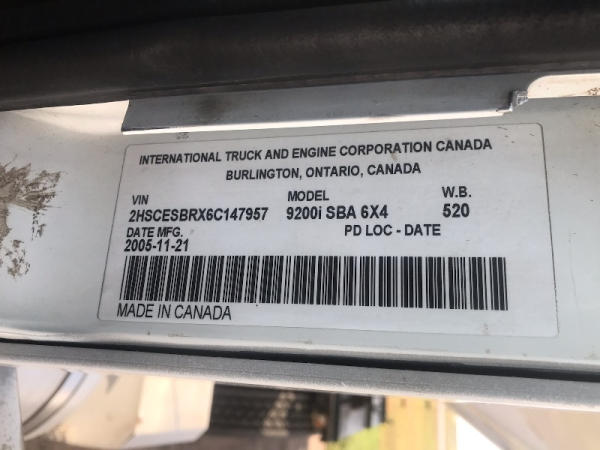 INTERNATIONAL TRUCK AND ENGINE CORPORATION CANADA
BURLINGTON, ONTARIO, CANADA
VIN MODEL W.B.
2HSCESBRX6C147957 9200i SBA 6X4 520
DATE MFG. PD LOC - DATE
2005-11-21
MADE IN CANADA